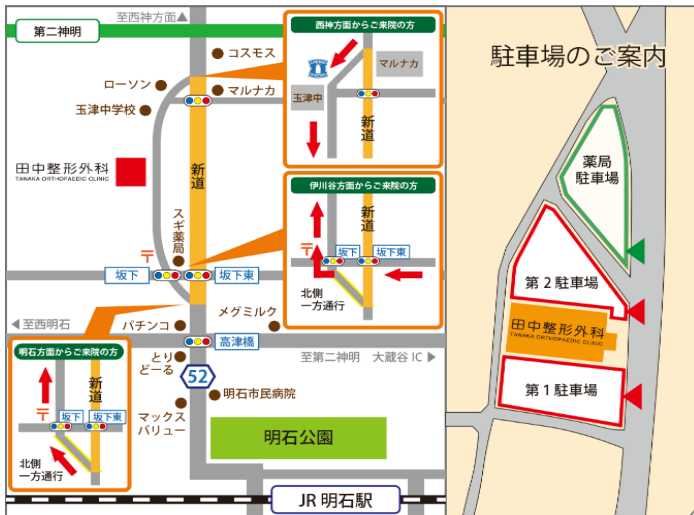 至西神方面▲
第二神明
コスモス
ローソン
マルナカ
玉津中学校
新道
田中整形外科
TANAKA ORTHOPAEDIC CLINIC
スギ薬局
〒
坂下
坂下東
◀至西明石
パチンコ
メグミルク
高津橋
至第二神明 大蔵谷IC▶
とり
どーる
52
明石市民病院
マックス
バリュー
明石公園
JR 明石駅
西神方面からご来院の方
マルナカ
玉津中
新道
伊川谷方面からご来院の方
新道
〒
坂下
坂下東
北側
一方通行
明石方面からご来院の方
新道
〒
坂下
坂下東
北側
一方通行
駐車場のご案内
薬局
駐車場
第2駐車場
田中整形外科
TANAKA ORTHOPAEDIC CLINIC
第1駐車場